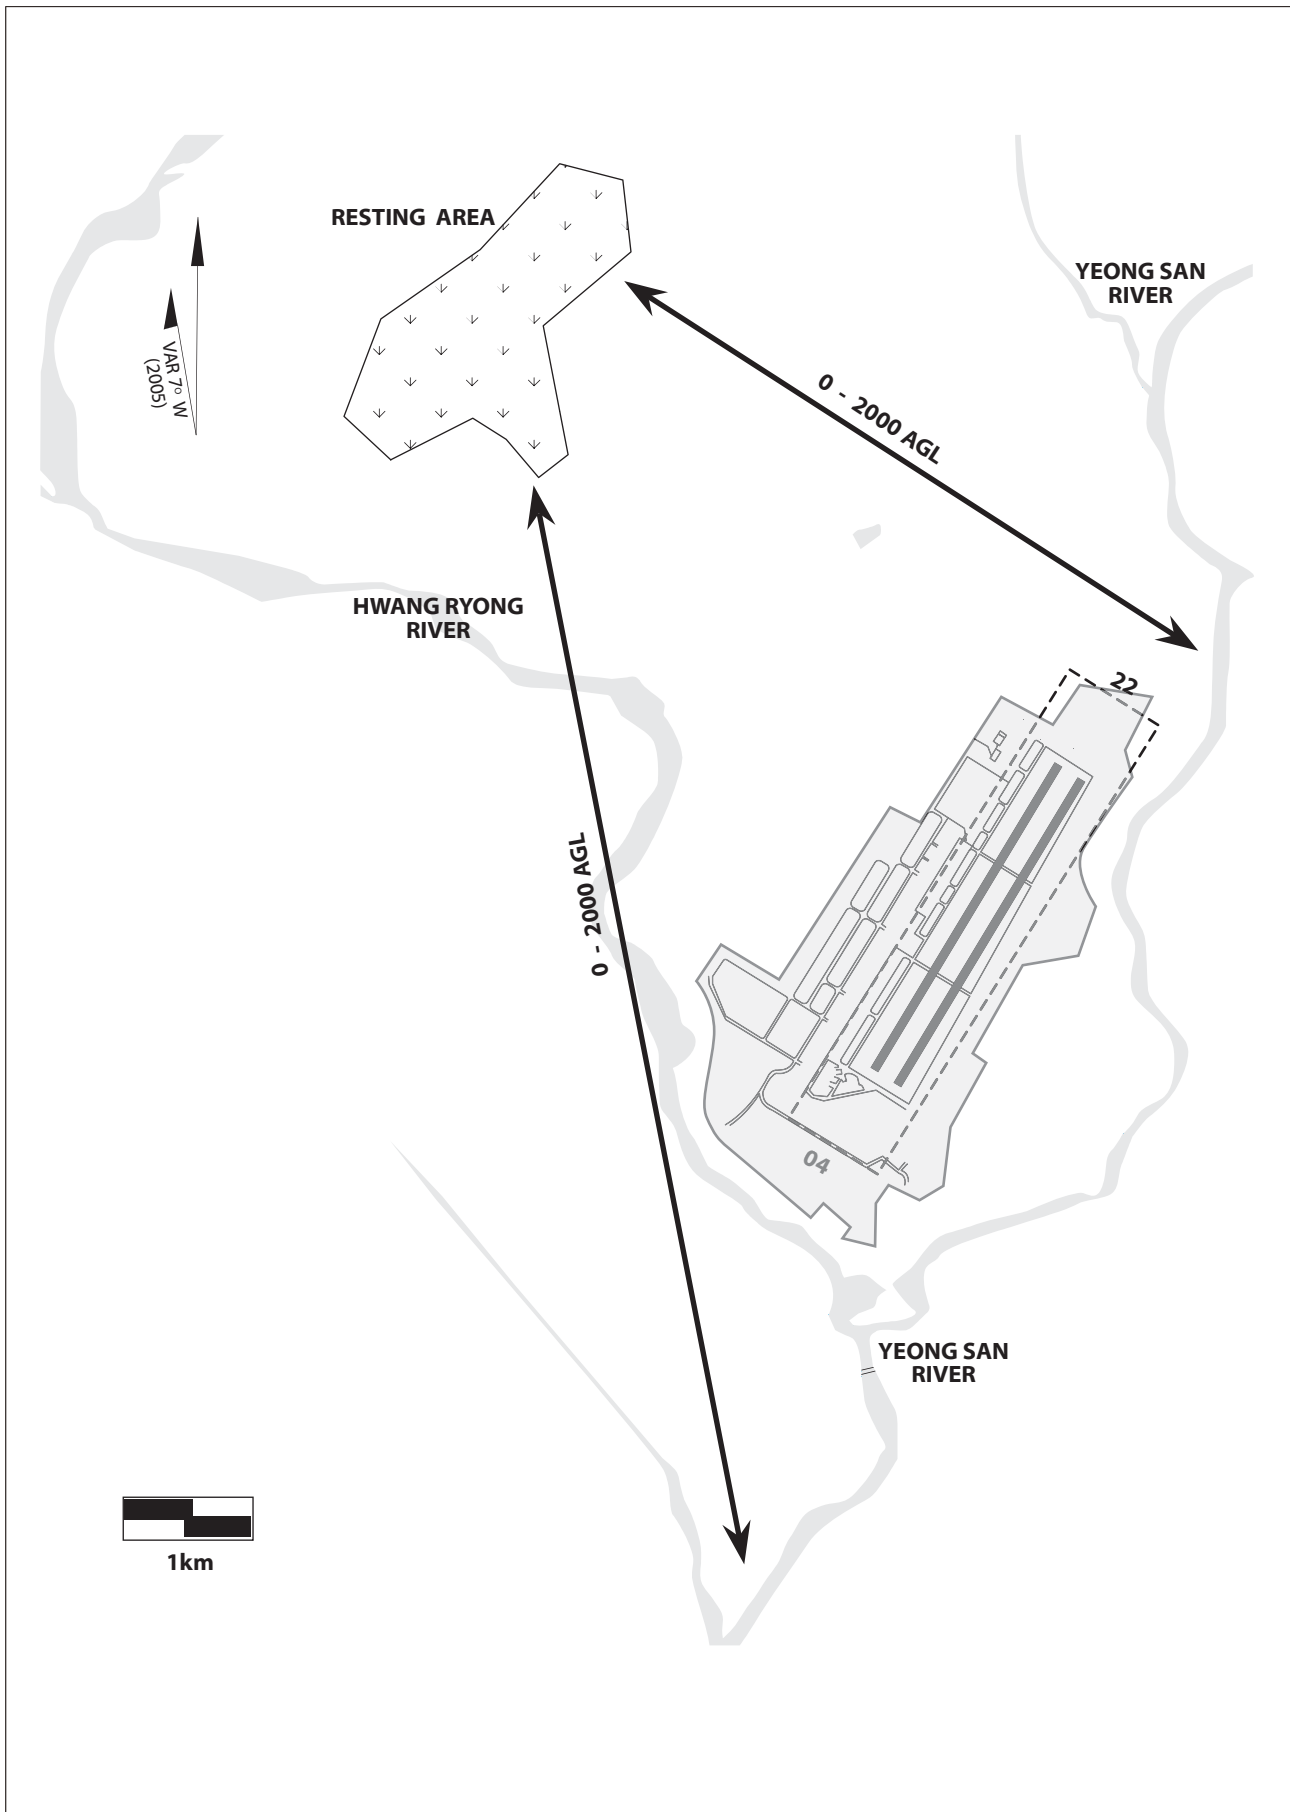 RESTING AREA
YEONG SAN
RIVER
VAR 7° W
(2005)
0 - 2000 AGL
HWANG RYONG
RIVER
22
0 - 2000 AGL
04
YEONG SAN
RIVER
1km